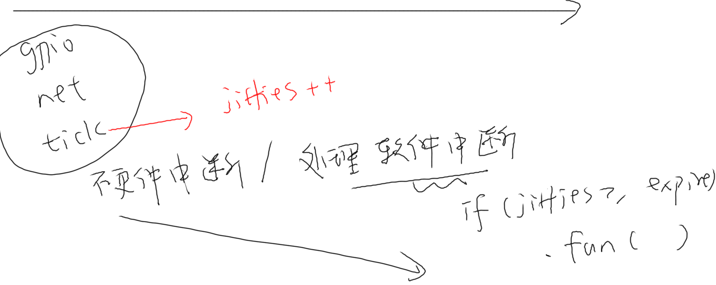 gpio
net
tick
jiffies++
硬件中断 / 处理 软件中断
if (jiffies >, expire)
.fun( )